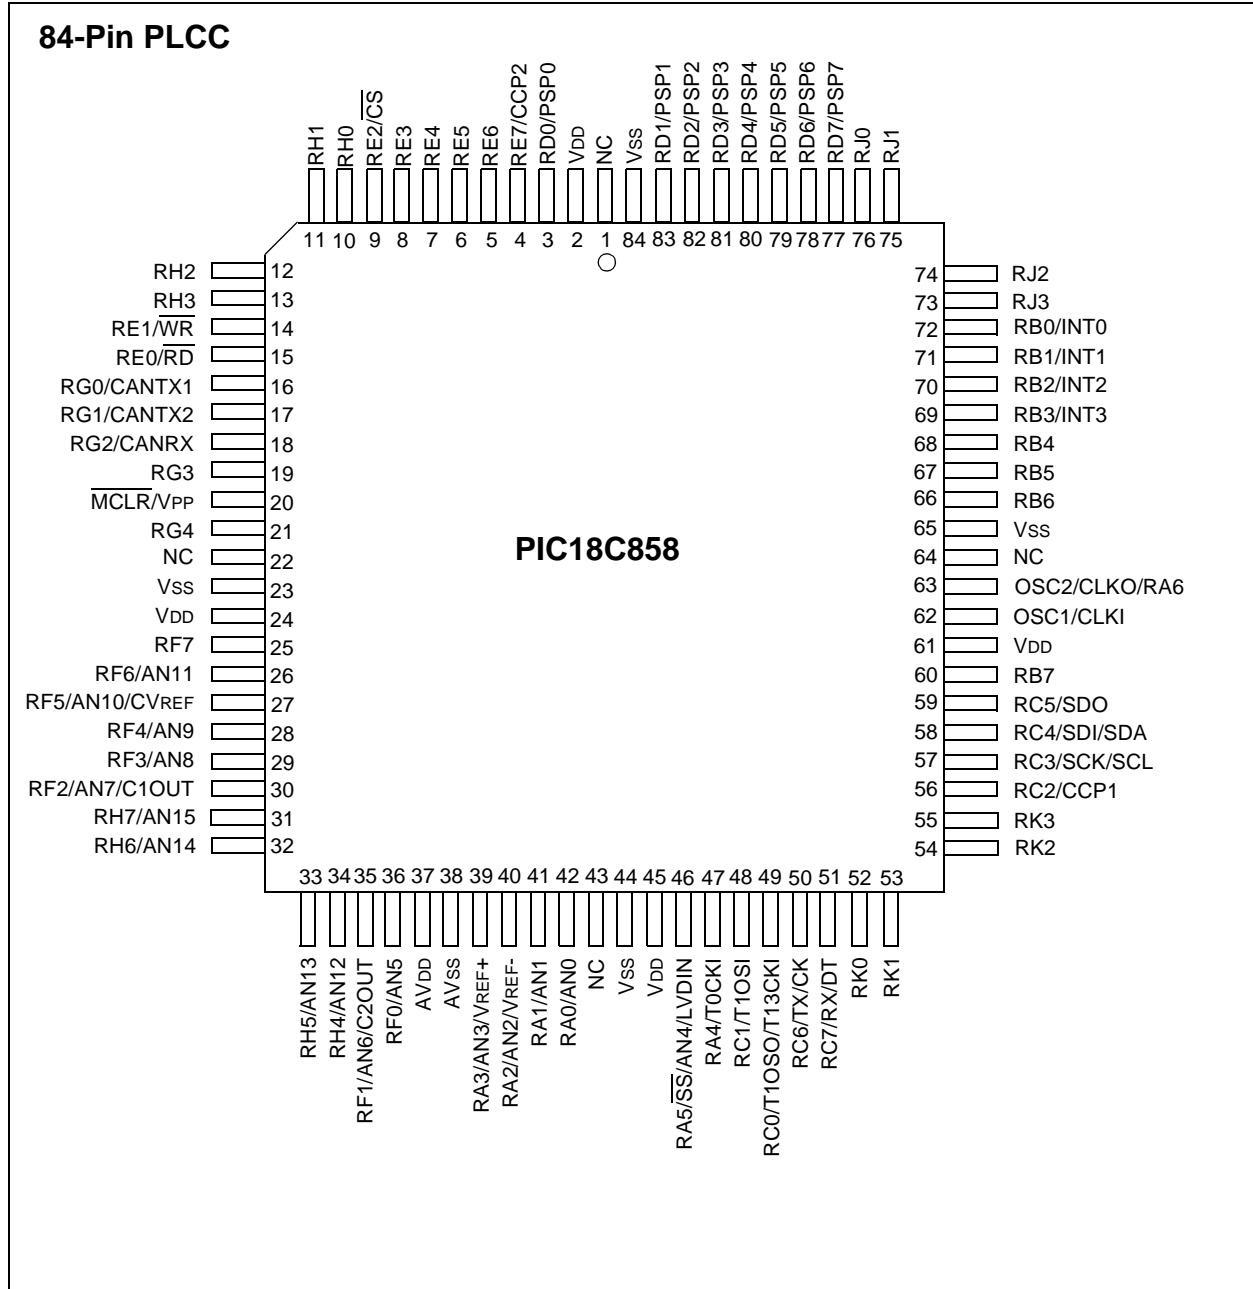 84-Pin PLCC
RH1
RH0
RE2/CS
RE3
RE4
RE5
RE6
RE7/CCP2
RD0/PSP0
VDD
NC
VSS
RD1/PSP1
RD2/PSP2
RD3/PSP3
RD4/PSP4
RD5/PSP5
RD6/PSP6
RD7/PSP7
RJ0
RJ1
11 10 9 8 7 6 5 4 3 2 1 84 83 82 81 80 79 78 77 76 75
RH2 12
RH3 13
RE1/WR 14
RE0/RD 15
RG0/CANTX1 16
RG1/CANTX2 17
RG2/CANRX 18
RG3 19
MCLR/VPP 20
RG4 21
NC 22
VSS 23
VDD 24
RF7 25
RF6/AN11 26
RF5/AN10/CVREF 27
RF4/AN9 28
RF3/AN8 29
RF2/AN7/C1OUT 30
RH7/AN15 31
RH6/AN14 32
PIC18C858
74 RJ2
73 RJ3
72 RB0/INT0
71 RB1/INT1
70 RB2/INT2
69 RB3/INT3
68 RB4
67 RB5
66 RB6
65 VSS
64 NC
63 OSC2/CLKO/RA6
62 OSC1/CLKI
61 VDD
60 RB7
59 RC5/SDO
58 RC4/SDI/SDA
57 RC3/SCK/SCL
56 RC2/CCP1
55 RK3
54 RK2
33 34 35 36 37 38 39 40 41 42 43 44 45 46 47 48 49 50 51 52 53
RH5/AN13
RH4/AN12
RF1/AN6/C2OUT
RF0/AN5
AVDD
AVSS
RA3/AN3/VREF+
RA2/AN2/VREF-
RA1/AN1
RA0/AN0
NC
VSS
VDD
RA5/SS/AN4/LVDIN
RA4/T0CKI
RC1/T1OSI
RC0/T1OSO/T13CKI
RC6/TX/CK
RC7/RX/DT
RK0
RK1